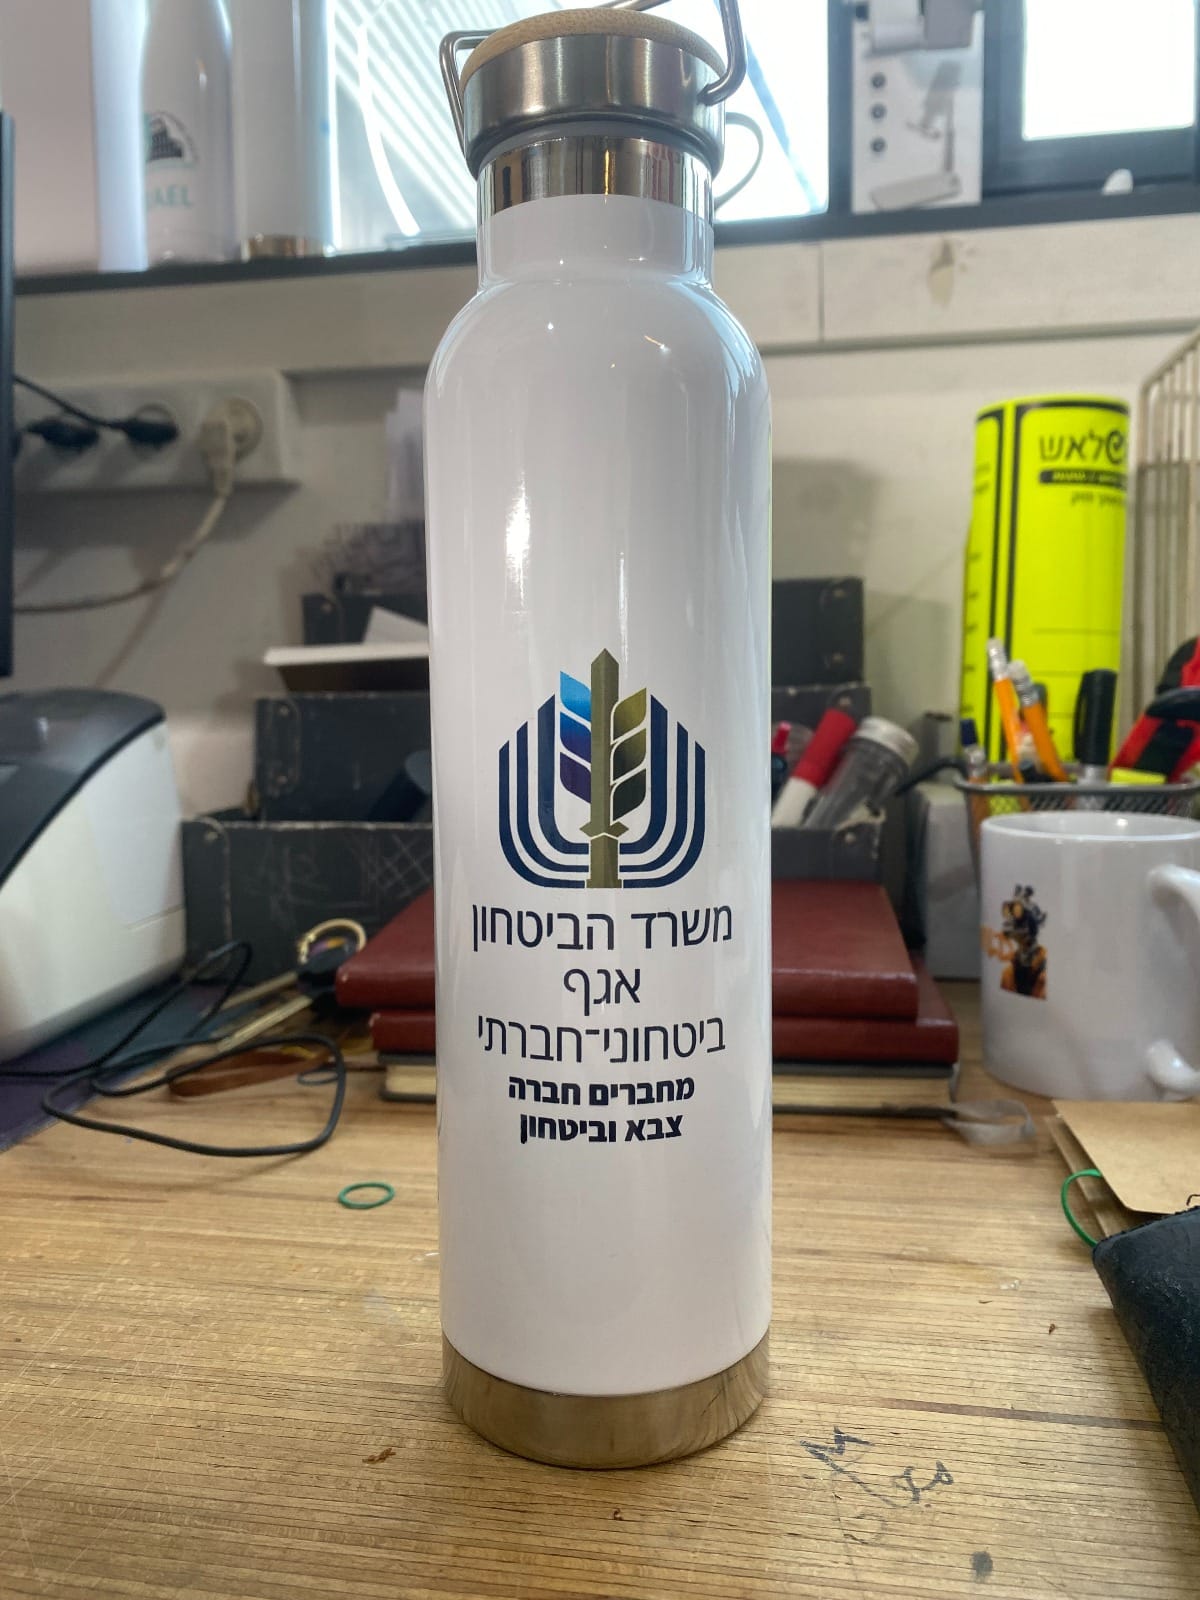 משרד הביטחון
אגף
ביטחוני־חברתי
מחברים חברה
צבא וביטחון